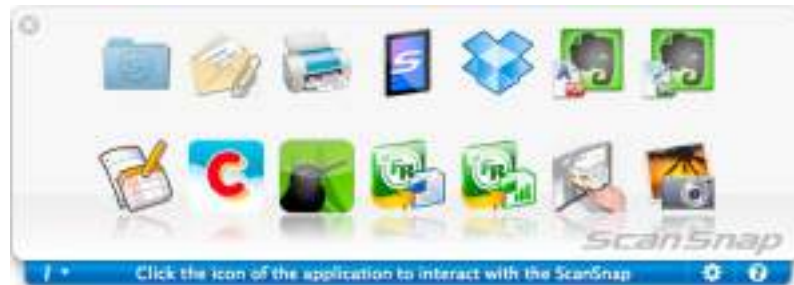 ScanSnap
Click the icon of the application to interact with the ScanSnap